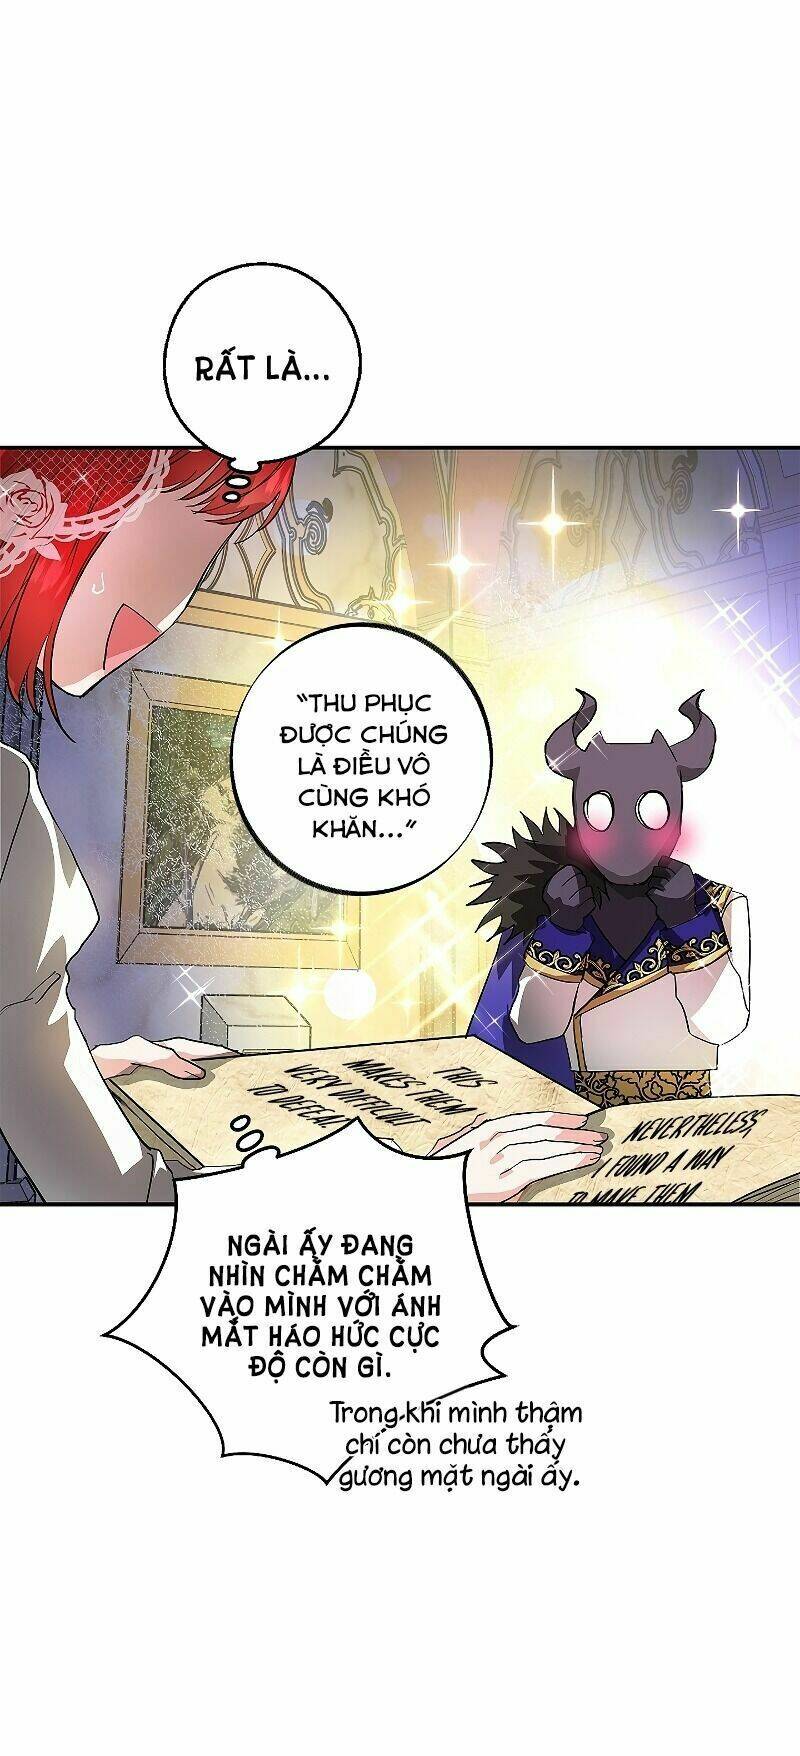 RẤT LÀ...
“THU PHỤC
ĐƯỢC CHÚNG
LÀ ĐIỀU VÔ
CÙNG KHÓ
KHĂN...”
THIS
MAKES THEM
VERY DIFFICULT
TO DEFEAT.
NEVERTHELESS,
I FOUND A WAY
TO MAKE THEM
NGÀI ẤY ĐANG
NHÌN CHẰM CHẰM
VÀO MÌNH VỚI ÁNH
MẮT HÁO HỨC CỰC
ĐỘ CÒN GÌ.
Trong khi mình thậm
chí còn chưa thấy
gương mặt ngài ấy.